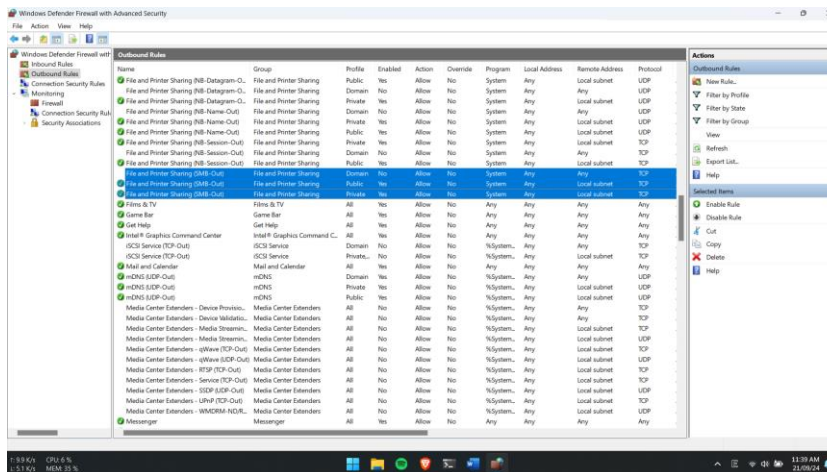 Windows Defender Firewall with Advanced Security
File Action View Help
Windows Defender Firewall with
Inbound Rules
Outbound Rules
Connection Security Rules
Monitoring
Firewall
Connection Security Rul
Security Associations
Outbound Rules
Name Group Profile Enabled Action Override Program Local Address Remote Address Protocol
File and Printer Sharing (NB-Datagram-O... File and Printer Sharing Public Yes Allow No System Any Local subnet UDP
File and Printer Sharing (NB-Datagram-O... File and Printer Sharing Domain No Allow No System Any Any UDP
File and Printer Sharing (NB-Datagram-O... File and Printer Sharing Private Yes Allow No System Any Local subnet UDP
File and Printer Sharing (NB-Name-Out) File and Printer Sharing Domain No Allow No System Any Any UDP
File and Printer Sharing (NB-Name-Out) File and Printer Sharing Private Yes Allow No System Any Local subnet UDP
File and Printer Sharing (NB-Name-Out) File and Printer Sharing Public Yes Allow No System Any Local subnet UDP
File and Printer Sharing (NB-Session-Out) File and Printer Sharing Private Yes Allow No System Any Local subnet TCP
File and Printer Sharing (NB-Session-Out) File and Printer Sharing Domain No Allow No System Any Any TCP
File and Printer Sharing (NB-Session-Out) File and Printer Sharing Public Yes Allow No System Any Local subnet TCP
File and Printer Sharing (SMB-Out) File and Printer Sharing Domain No Allow No System Any Any TCP
File and Printer Sharing (SMB-Out) File and Printer Sharing Public Yes Allow No System Any Local subnet TCP
File and Printer Sharing (SMB-Out) File and Printer Sharing Private Yes Allow No System Any Local subnet TCP
Films & TV Films & TV All Yes Allow No Any Any Any Any
Game Bar Game Bar All Yes Allow No Any Any Any Any
Get Help Get Help All Yes Allow No Any Any Any Any
Intel® Graphics Command Center Intel® Graphics Command C... All Yes Allow No Any Any Any Any
iSCSI Service (TCP-Out) iSCSI Service Domain No Allow No %System... Any Any TCP
iSCSI Service (TCP-Out) iSCSI Service Private,... No Allow No %System... Any Local subnet TCP
Mail and Calendar Mail and Calendar All Yes Allow No Any Any Any Any
mDNS (UDP-Out) mDNS Domain Yes Allow No %System... Any Any UDP
mDNS (UDP-Out) mDNS Private Yes Allow No %System... Any Local subnet UDP
mDNS (UDP-Out) mDNS Public Yes Allow No %System... Any Local subnet UDP
Media Center Extenders - Device Provisio... Media Center Extenders All No Allow No %System... Any Any TCP
Media Center Extenders - Device Validatio... Media Center Extenders All No Allow No %System... Any Any TCP
Media Center Extenders - Media Streamin... Media Center Extenders All No Allow No %System... Any Local subnet TCP
Media Center Extenders - Media Streamin... Media Center Extenders All No Allow No %System... Any Local subnet UDP
Media Center Extenders - qWave (TCP-Out) Media Center Extenders All No Allow No %System... Any Local subnet TCP
Media Center Extenders - qWave (UDP-Out) Media Center Extenders All No Allow No %System... Any Local subnet UDP
Media Center Extenders - RTSP (TCP-Out) Media Center Extenders All No Allow No %System... Any Local subnet TCP
Media Center Extenders - Service (TCP-Out) Media Center Extenders All No Allow No %System... Any Local subnet TCP
Media Center Extenders - SSDP (UDP-Out) Media Center Extenders All No Allow No %System... Any Local subnet UDP
Media Center Extenders - UPnP (TCP-Out) Media Center Extenders All No Allow No System Any Local subnet TCP
Media Center Extenders - WMDRM-ND/R... Media Center Extenders All No Allow No %System... Any Local subnet UDP
Messenger Messenger All Yes Allow No Any Any Any Any
Actions
Outbound Rules
New Rule...
Filter by Profile
Filter by State
Filter by Group
View
Refresh
Export List...
Help
Selected Items
Enable Rule
Disable Rule
Cut
Copy
Delete
Help
CPU: 6 %
MEM: 35 %
11:39 AM
21/09/24